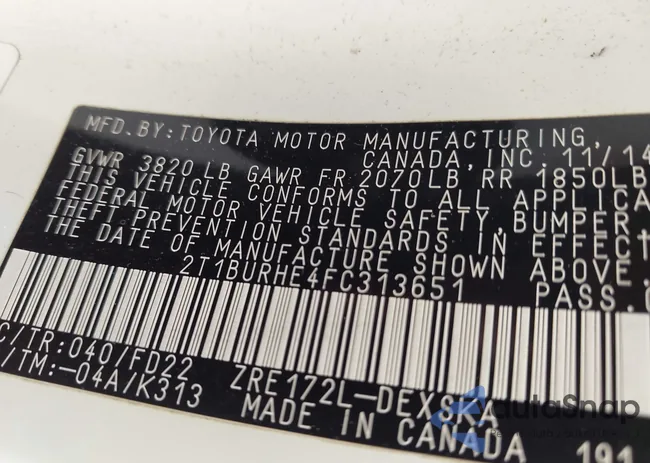 MFD. BY: TOYOTA MOTOR MANUFACTURING,
CANADA, INC. 11/14
GVWR 3820 LB GAWR FR 2070LB, RR 1850LB
THIS VEHICLE CONFORMS TO ALL APPLICA
FEDERAL MOTOR VEHICLE SAFETY, BUMPER,
THEFT PREVENTION STANDARDS IN EFFECT
THE DATE OF MANUFACTURE SHOWN ABOVE.
2T1BURHE4FC313651 PASS.
C/TR:040/FD22 ZRE172L-DEXSKA
/TM:-04A/K313 MADE IN CANADA 191
autoSnap